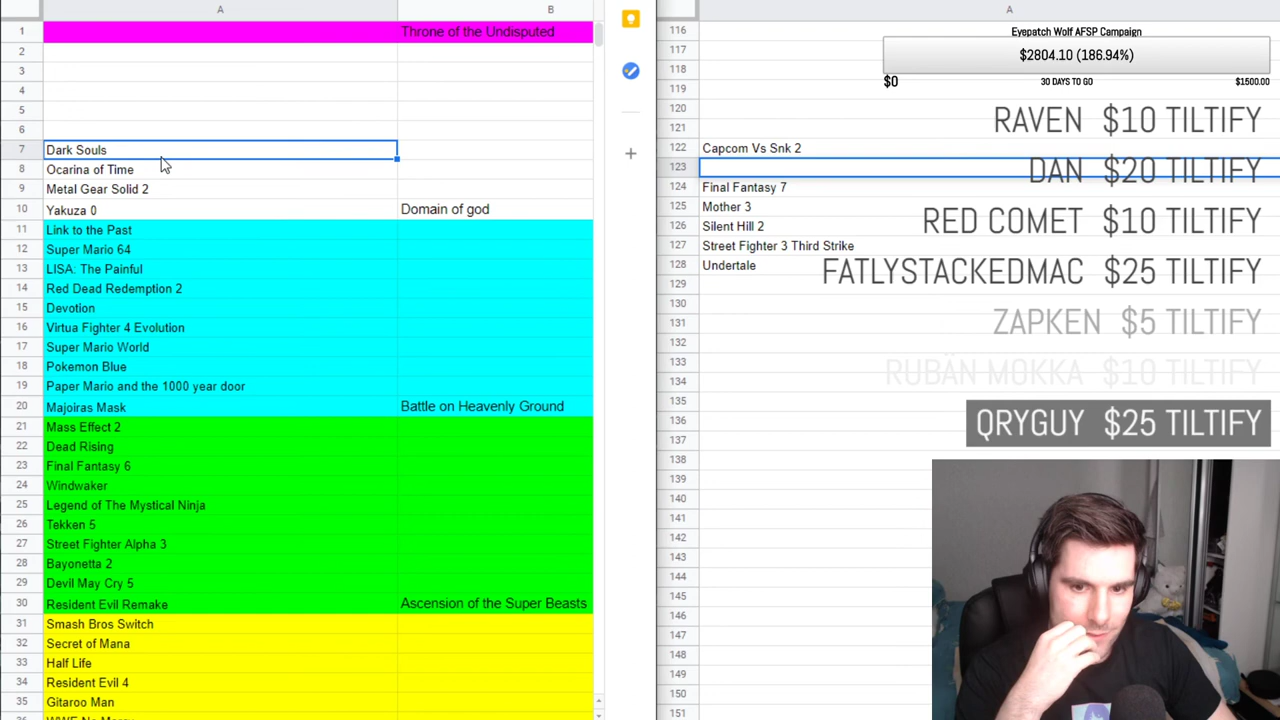 A
B
1 Throne of the Undisputed
2
3
4
5
6
7 Dark Souls
8 Ocarina of Time
9 Metal Gear Solid 2
10 Yakuza 0 Domain of god
11 Link to the Past
12 Super Mario 64
13 LISA: The Painful
14 Red Dead Redemption 2
15 Devotion
16 Virtua Fighter 4 Evolution
17 Super Mario World
18 Pokemon Blue
19 Paper Mario and the 1000 year door
20 Majoiras Mask Battle on Heavenly Ground
21 Mass Effect 2
22 Dead Rising
23 Final Fantasy 6
24 Windwaker
25 Legend of The Mystical Ninja
26 Tekken 5
27 Street Fighter Alpha 3
28 Bayonetta 2
29 Devil May Cry 5
30 Resident Evil Remake Ascension of the Super Beasts
31 Smash Bros Switch
32 Secret of Mana
33 Half Life
34 Resident Evil 4
35 Gitaroo Man
A
116
117
118
119
120
121
122 Capcom Vs Snk 2
123
124 Final Fantasy 7
125 Mother 3
126 Silent Hill 2
127 Street Fighter 3 Third Strike
128 Undertale
129
130
131
132
133
134
135
136
137
138
139
140
141
142
143
144
145
146
147
148
149
150
151
Eyepatch Wolf AFSP Campaign
$2804.10 (186.94%)
$0 30 DAYS TO GO $1500.00
RAVEN $10 TILTIFY
DAN $20 TILTIFY
RED COMET $10 TILTIFY
FATLYSTACKEDMAC $25 TILTIFY
ZAPKEN $5 TILTIFY
RUBÄN MOKKA $10 TILTIFY
QRYGUY $25 TILTIFY